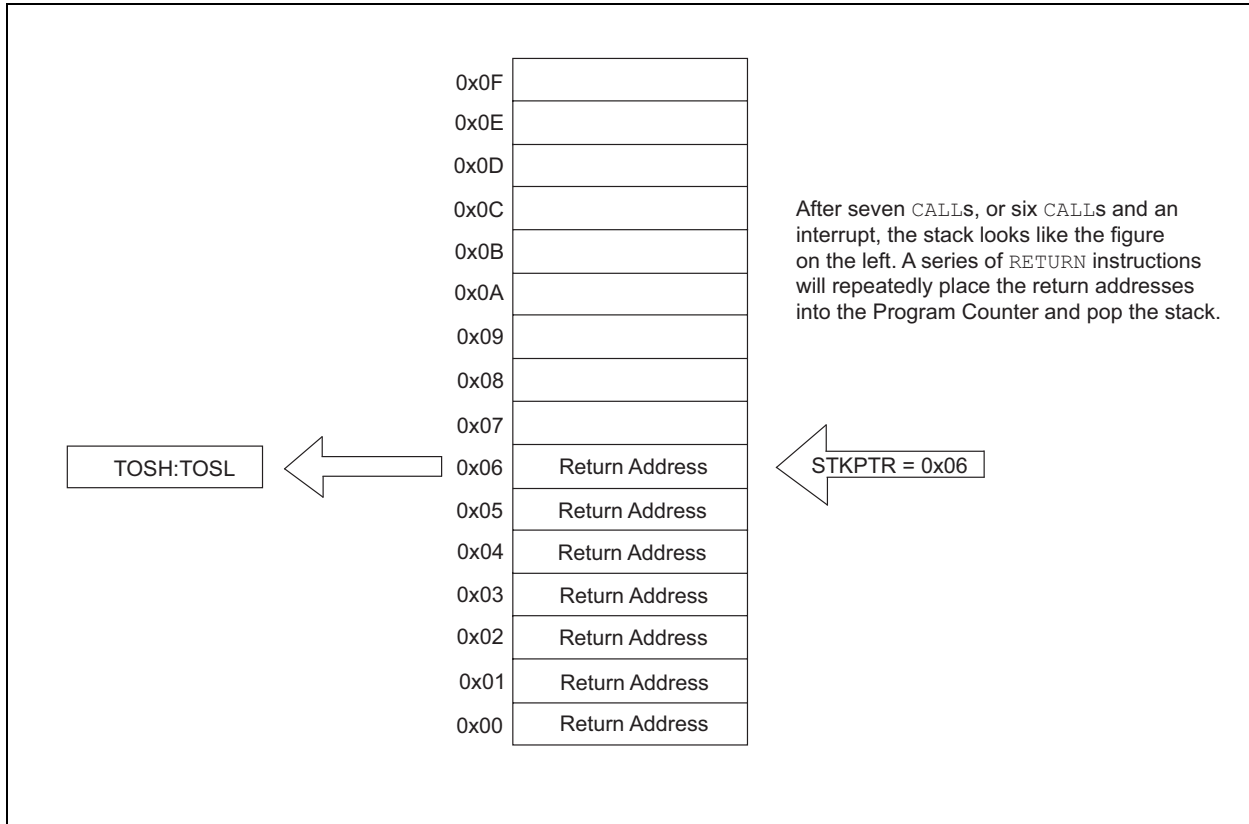 0x0F
0x0E
0x0D
0x0C
0x0B
0x0A
0x09
0x08
0x07
After seven CALLs, or six CALLs and an
interrupt, the stack looks like the figure
on the left. A series of RETURN instructions
will repeatedly place the return addresses
into the Program Counter and pop the stack.
TOSH:TOSL
0x06 Return Address
STKPTR = 0x06
0x05 Return Address
0x04 Return Address
0x03 Return Address
0x02 Return Address
0x01 Return Address
0x00 Return Address